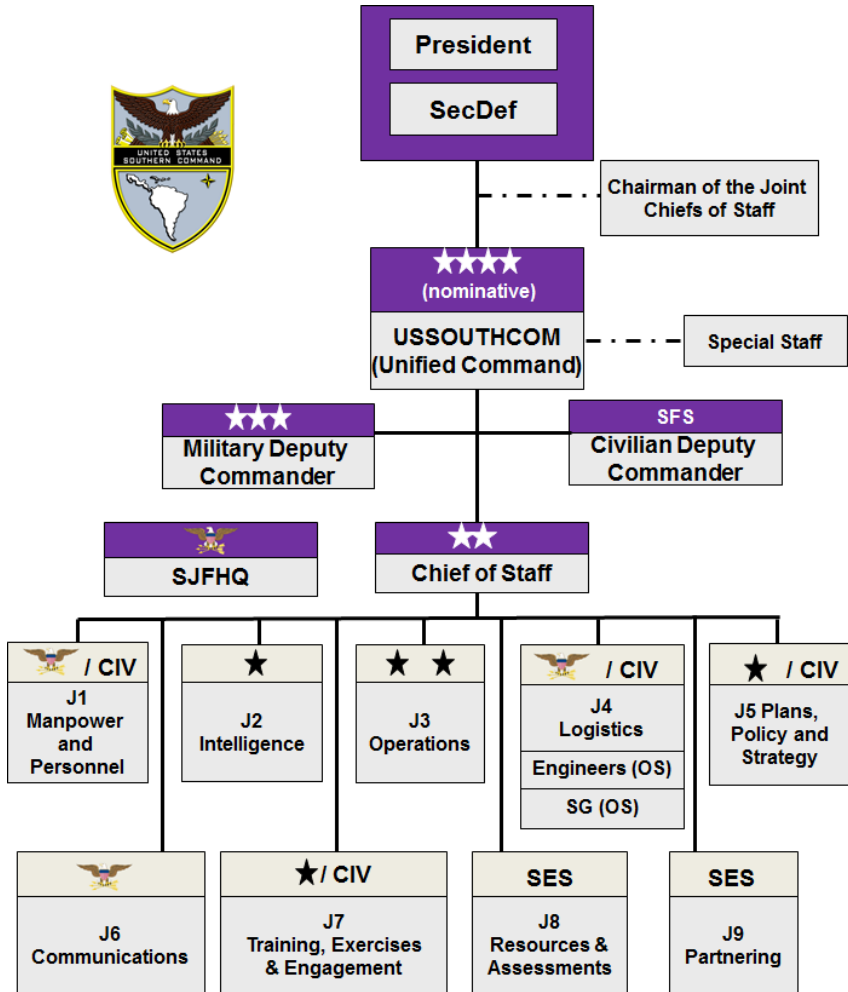 President
SecDef
UNITED STATES
SOUTHERN COMMAND
Chairman of the Joint
Chiefs of Staff
(nominative)
USSOUTHCOM
(Unified Command)
Special Staff
Military Deputy
Commander
SFS
Civilian Deputy
Commander
SJFHQ
Chief of Staff
/ CIV
J1
Manpower
and
Personnel
J2
Intelligence
J3
Operations
/ CIV
J4
Logistics
Engineers (OS)
SG (OS)
/ CIV
J5 Plans,
Policy and
Strategy
J6
Communications
/ CIV
J7
Training, Exercises
& Engagement
SES
J8
Resources &
Assessments
SES
J9
Partnering